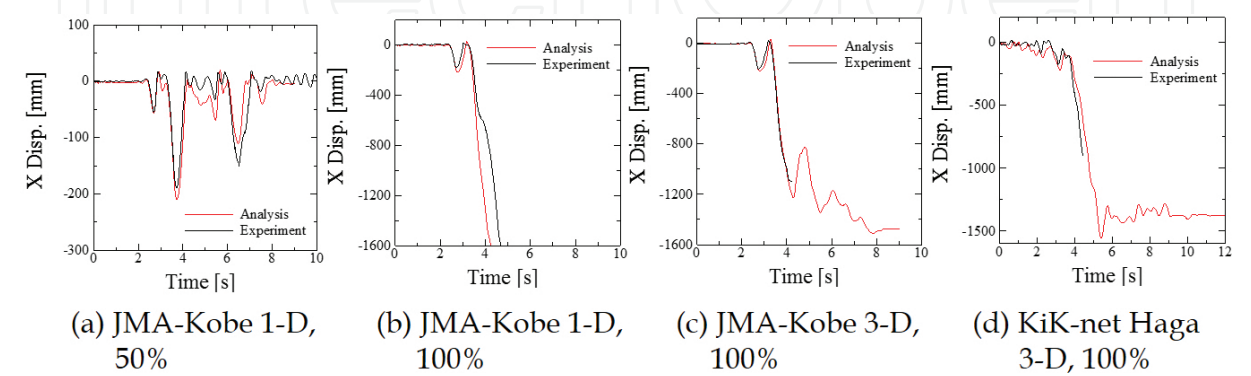 100
0
-100
-200
-300
X Disp. [mm]
0 2 4 6 8 10
Time [s]
Analysis
Experiment
0
-400
-800
-1200
-1600
X Disp. [mm]
0 2 4 6 8 10
Time [s]
Analysis
Experiment
0
-400
-800
-1200
-1600
X Disp. [mm]
0 2 4 6 8 10
Time [s]
Analysis
Experiment
0
-500
-1000
-1500
X Disp. [mm]
0 2 4 6 8 10 12
Time [s]
Analysis
Experiment
(a) JMA-Kobe 1-D,
50%
(b) JMA-Kobe 1-D,
100%
(c) JMA-Kobe 3-D,
100%
(d) KiK-net Haga
3-D, 100%